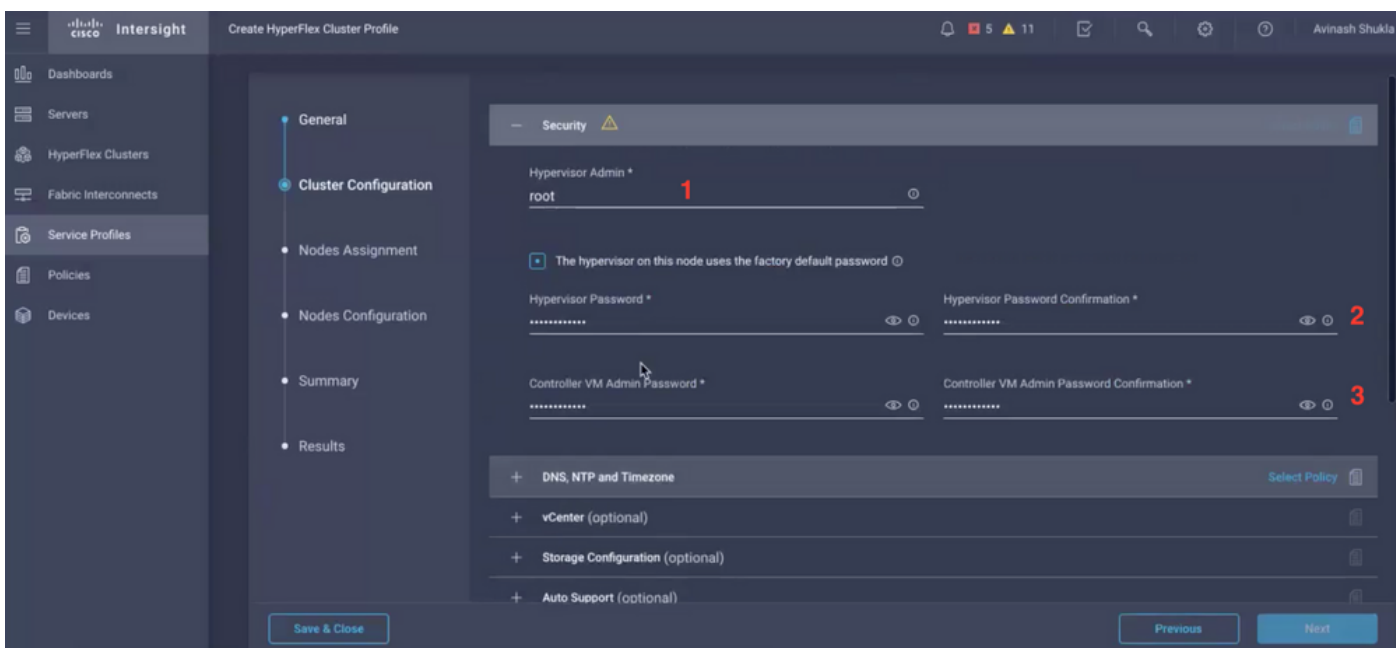 cisco Intersight
Create HyperFlex Cluster Profile
5 11
Avinash Shukla
Dashboards
Servers
HyperFlex Clusters
Fabric Interconnects
Service Profiles
Policies
Devices
General
Cluster Configuration
Nodes Assignment
Nodes Configuration
Summary
Results
Security
Hypervisor Admin *
root 1
The hypervisor on this node uses the factory default password
Hypervisor Password * Hypervisor Password Confirmation *
•••••••••••• •••••••••••• 2
Controller VM Admin Password * Controller VM Admin Password Confirmation *
•••••••••••• •••••••••••• 3
+ DNS, NTP and Timezone Select Policy
+ vCenter (optional)
+ Storage Configuration (optional)
+ Auto Support (optional)
Save & Close Previous Next